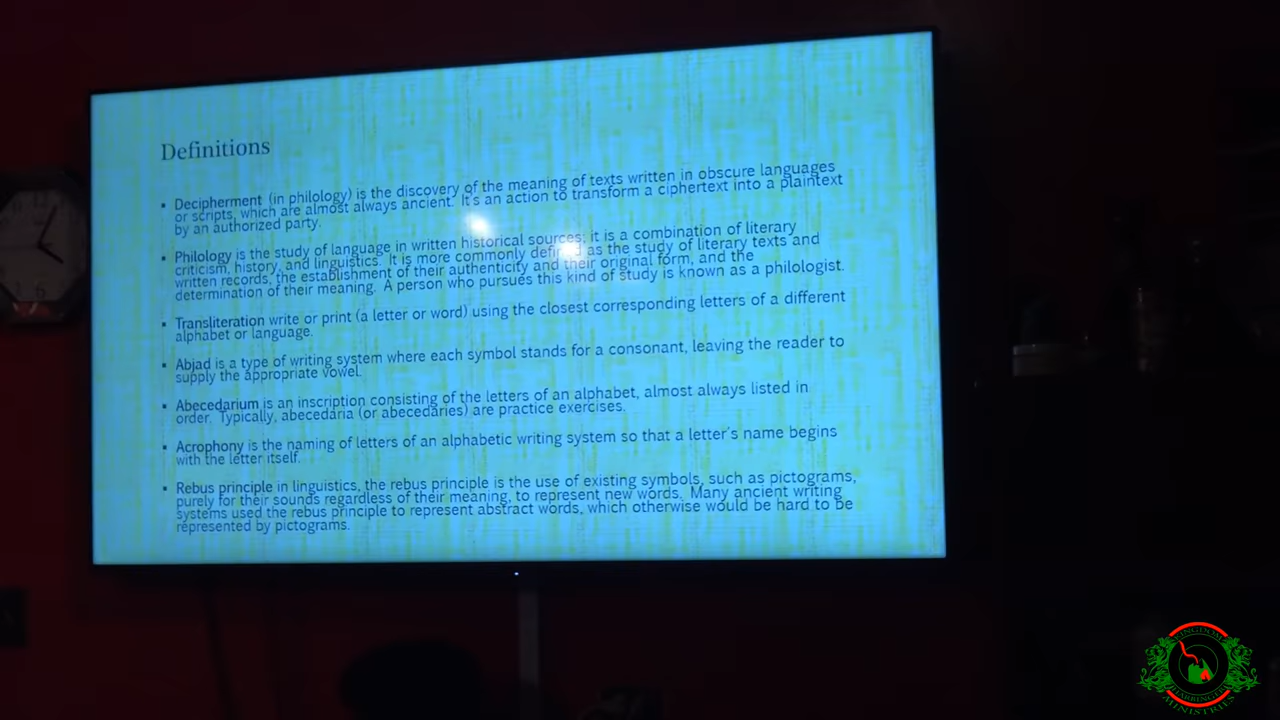 Definitions
▪ Decipherment (in philology) is the discovery of the meaning of texts written in obscure languages
or scripts, which are almost always ancient. It's an action to transform a ciphertext into a plaintext
by an authorized party.
▪ Philology is the study of language in written historical sources; it is a combination of literary
criticism, history, and linguistics. It is more commonly defined as the study of literary texts and
written records, the establishment of their authenticity and their original form, and the
determination of their meaning. A person who pursues this kind of study is known as a philologist.
▪ Transliteration write or print (a letter or word) using the closest corresponding letters of a different
alphabet or language.
▪ Abjad is a type of writing system where each symbol stands for a consonant, leaving the reader to
supply the appropriate vowel.
▪ Abecedarium is an inscription consisting of the letters of an alphabet, almost always listed in
order. Typically, abecedaria (or abecedaries) are practice exercises.
▪ Acrophony is the naming of letters of an alphabetic writing system so that a letter's name begins
with the letter itself.
▪ Rebus principle in linguistics, the rebus principle is the use of existing symbols, such as pictograms,
purely for their sounds regardless of their meaning, to represent new words. Many ancient writing
systems used the rebus principle to represent abstract words, which otherwise would be hard to be
represented by pictograms.
KINGDOM
HARBINGER
MINISTRIES